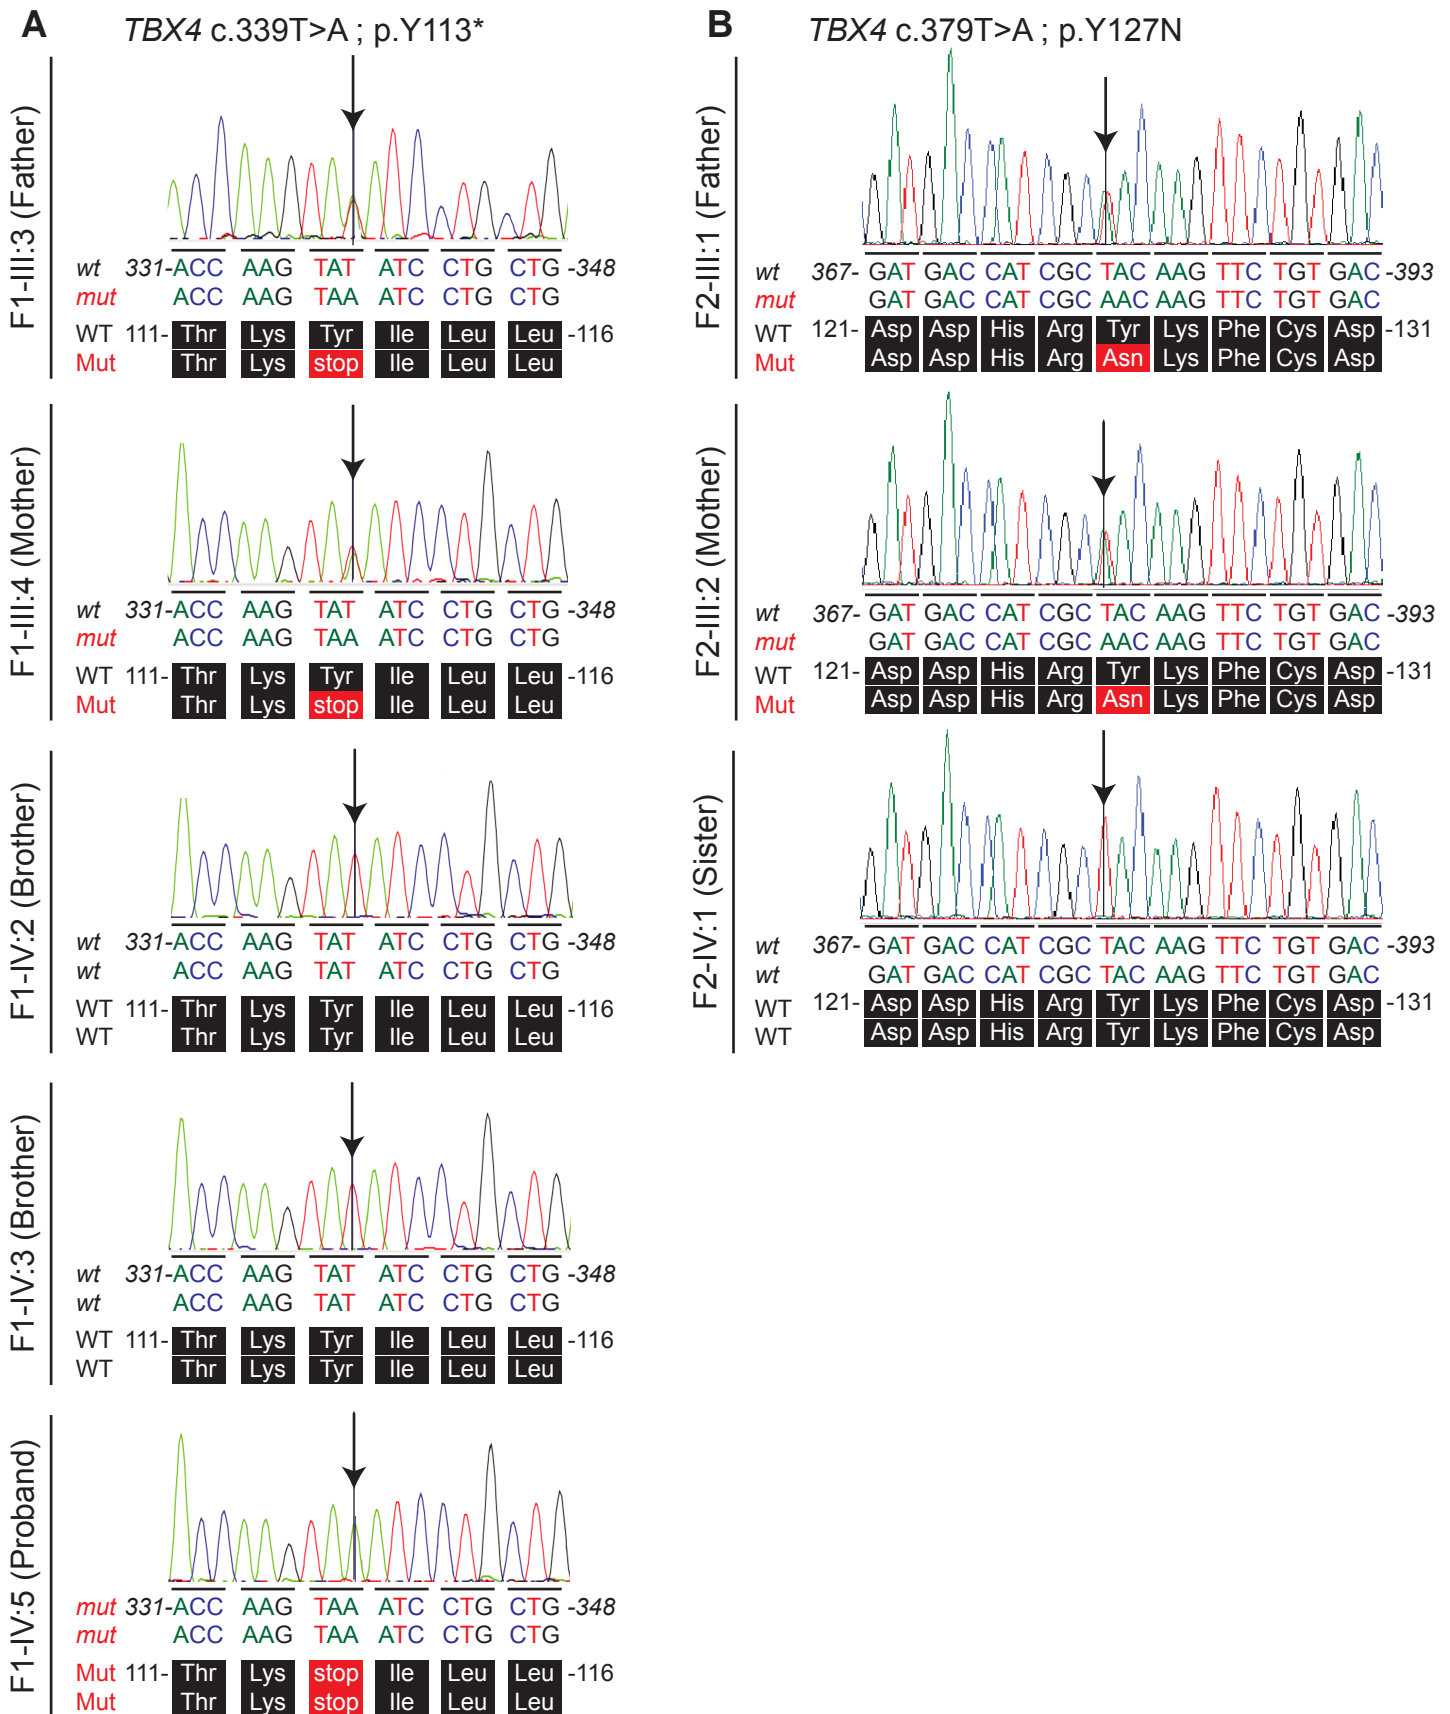 A
TBX4 c.339T>A ; p.Y113*
F1-III:3 (Father)
wt 331-ACC AAG TAT ATC CTG CTG-348
mut ACC AAG TAA ATC CTG CTG
WT 111- Thr Lys Tyr Ile Leu Leu -116
Mut Thr Lys stop Ile Leu Leu
F1-III:4 (Mother)
wt 331-ACC AAG TAT ATC CTG CTG-348
mut ACC AAG TAA ATC CTG CTG
WT 111- Thr Lys Tyr Ile Leu Leu -116
Mut Thr Lys stop Ile Leu Leu
F1-IV:2 (Brother)
wt 331-ACC AAG TAT ATC CTG CTG-348
wt ACC AAG TAT ATC CTG CTG
WT 111- Thr Lys Tyr Ile Leu Leu -116
WT Thr Lys Tyr Ile Leu Leu
F1-IV:3 (Brother)
wt 331-ACC AAG TAT ATC CTG CTG-348
wt ACC AAG TAT ATC CTG CTG
WT 111- Thr Lys Tyr Ile Leu Leu -116
WT Thr Lys Tyr Ile Leu Leu
F1-IV:5 (Proband)
mut 331-ACC AAG TAA ATC CTG CTG-348
mut ACC AAG TAA ATC CTG CTG
Mut 111- Thr Lys stop Ile Leu Leu -116
Mut Thr Lys stop Ile Leu Leu
B
TBX4 c.379T>A ; p.Y127N
F2-III:1 (Father)
wt 367- GAT GAC CAT CGC TAC AAG TTC TGT GAC -393
mut GAT GAC CAT CGC AAC AAG TTC TGT GAC
WT 121- Asp Asp His Arg Tyr Lys Phe Cys Asp -131
Mut Asp Asp His Arg Asn Lys Phe Cys Asp
F2-III:2 (Mother)
wt 367- GAT GAC CAT CGC TAC AAG TTC TGT GAC -393
mut GAT GAC CAT CGC AAC AAG TTC TGT GAC
WT 121- Asp Asp His Arg Tyr Lys Phe Cys Asp -131
Mut Asp Asp His Arg Asn Lys Phe Cys Asp
F2-IV:1 (Sister)
wt 367- GAT GAC CAT CGC TAC AAG TTC TGT GAC -393
wt GAT GAC CAT CGC TAC AAG TTC TGT GAC
WT 121- Asp Asp His Arg Tyr Lys Phe Cys Asp -131
WT Asp Asp His Arg Tyr Lys Phe Cys Asp